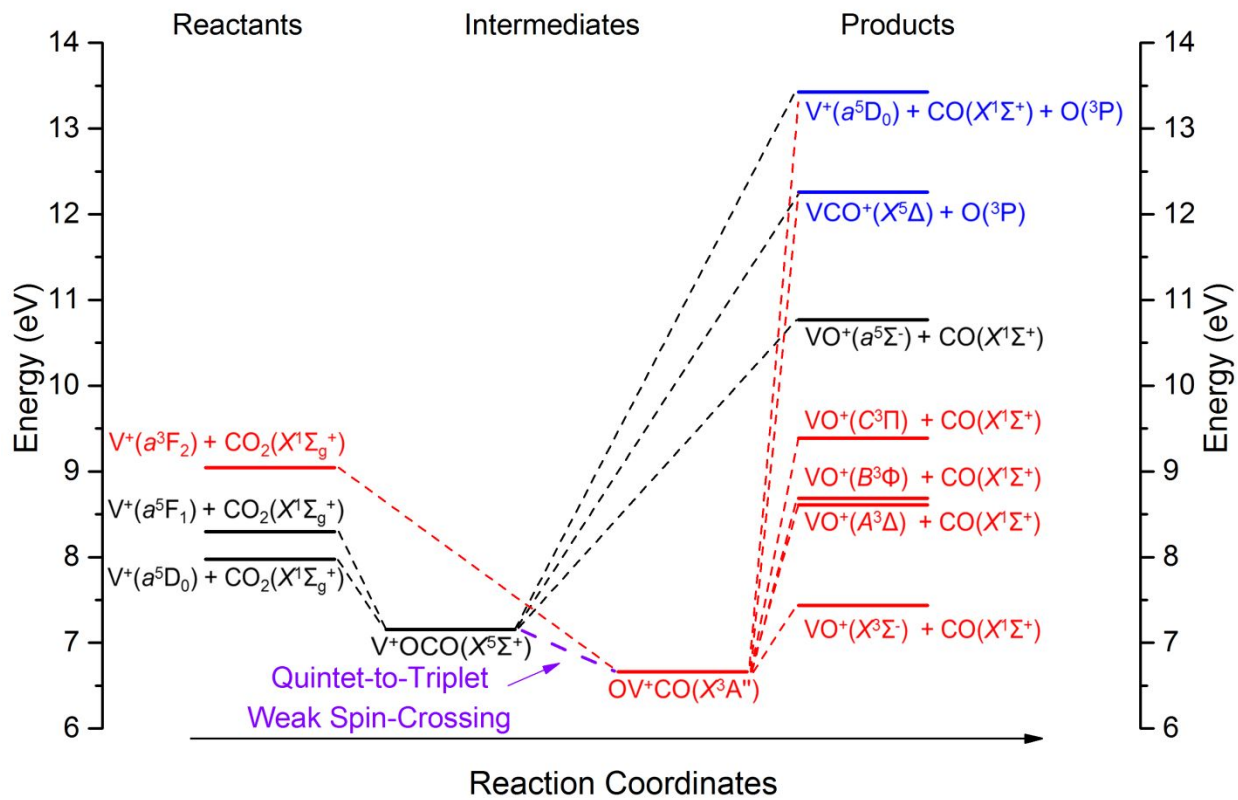 Reactants Intermediates Products
14
13
12
11
10
9
8
7
6
Energy (eV)
V⁺(a³F₂) + CO₂(X¹Σg⁺)
V⁺(a⁵F₁) + CO₂(X¹Σg⁺)
V⁺(a⁵D₀) + CO₂(X¹Σg⁺)
V⁺OCO(X⁵Σ⁺)
Quintet-to-Triplet
Weak Spin-Crossing
OV⁺CO(X³A'')
V⁺(a⁵D₀) + CO(X¹Σ⁺) + O(³P)
VCO⁺(X⁵Δ) + O(³P)
VO⁺(a⁵Σ⁻) + CO(X¹Σ⁺)
VO⁺(C³Π) + CO(X¹Σ⁺)
VO⁺(B³Φ) + CO(X¹Σ⁺)
VO⁺(A³Δ) + CO(X¹Σ⁺)
VO⁺(X³Σ⁻) + CO(X¹Σ⁺)
14
13
12
11
10
9
8
7
6
Energy (eV)
Reaction Coordinates